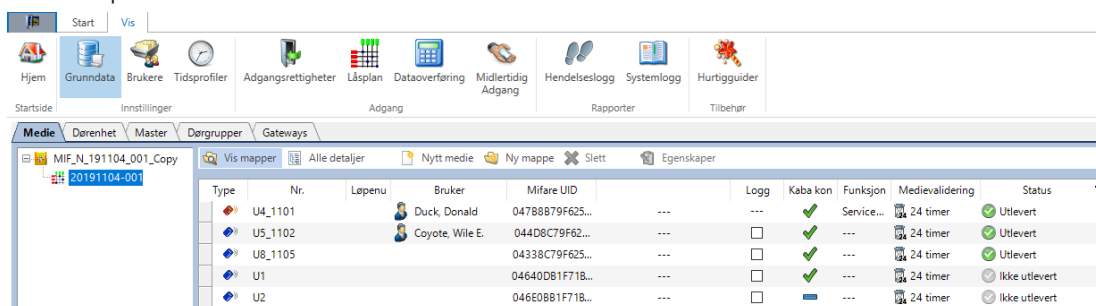 Start Vis
Hjem Grunndata Brukere Tidsprofiler Adgangsrettigheter Låsplan Dataoverføring Midlertidig Adgang Hendelseslogg Systemlogg Hurtigguider
Startside Innstillinger Adgang Rapporter Tilbehør
Medie Dørenhet Master Dørgrupper Gateways
MIF_N_191104_001_Copy Vis mapper Alle detaljer Nytt medie Ny mappe Slett Egenskaper
20191104-001
Type Nr. Løpenu Bruker Mifare UID Logg Kaba kon Funksjon Medievalidering Status
U4_1101 Duck, Donald 047B8B79F625... --- --- Service... 24 timer Utlevert
U5_1102 Coyote, Wile E. 044D8C79F62... --- --- 24 timer Utlevert
U8_1105 04338C79F625... --- --- 24 timer Utlevert
U1 04640DB1F71B... --- --- 24 timer Ikke utlevert
U2 046E0BB1F71B... --- --- 24 timer Ikke utlevert